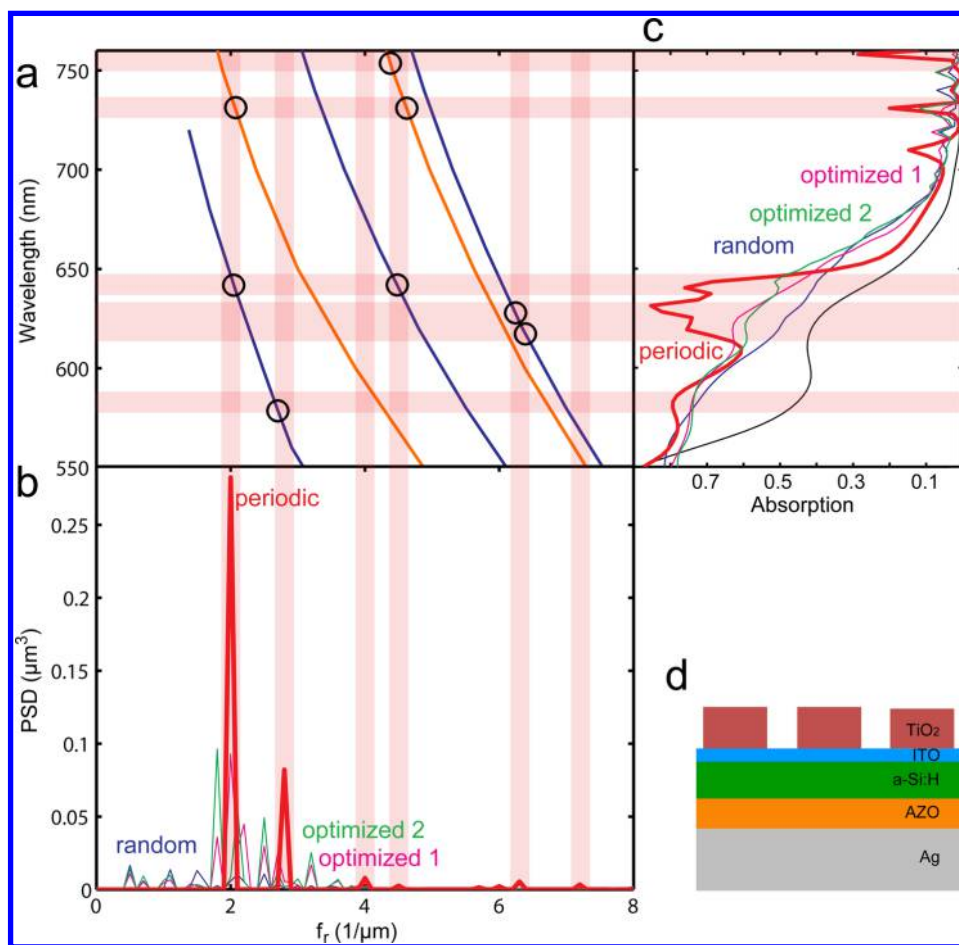 a
Wavelength (nm)
750
700
650
600
550
c
optimized 1
optimized 2
random
periodic
0.7 0.5 0.3 0.1
Absorption
b
PSD (μm³)
0.25
0.2
0.15
0.1
0.05
0
periodic
random
optimized 2
optimized 1
0 2 4 6 8
fr (1/μm)
d
TiO₂
ITO
a-Si:H
AZO
Ag